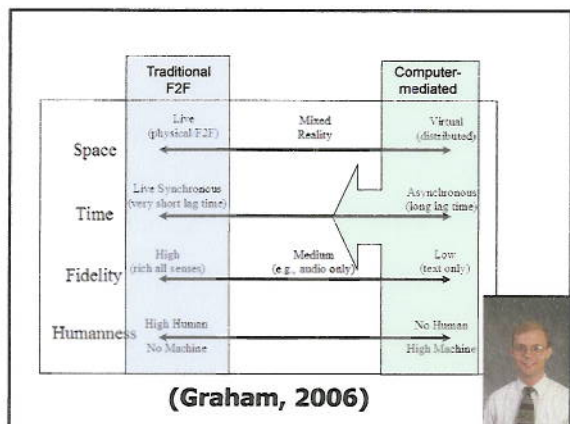 Traditional
F2F
Computer-
mediated
Live
(physical F2F)
Mixed
Reality
Virtual
(distributed)
Space
Live Synchronous
(very short lag time)
Asynchronous
(long lag time)
Time
High
(rich all senses)
Medium
(e.g., audio only)
Low
(text only)
Fidelity
High Human
No Machine
No Human
High Machine
Humanness
(Graham, 2006)